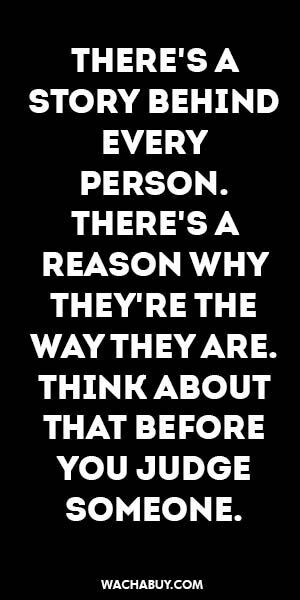 THERE'S A
STORY BEHIND
EVERY
PERSON.
THERE'S A
REASON WHY
THEY'RE THE
WAY THEY ARE.
THINK ABOUT
THAT BEFORE
YOU JUDGE
SOMEONE.
WACHABUY.COM